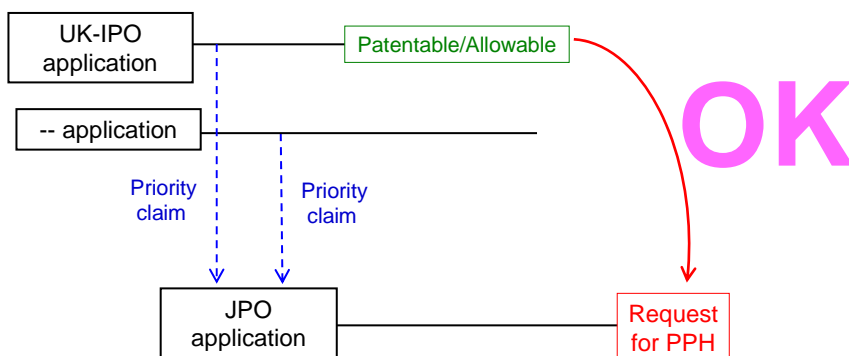 UK-IPO
application
Patentable/Allowable
OK
-- application
Priority
claim
Priority
claim
JPO
application
Request
for PPH